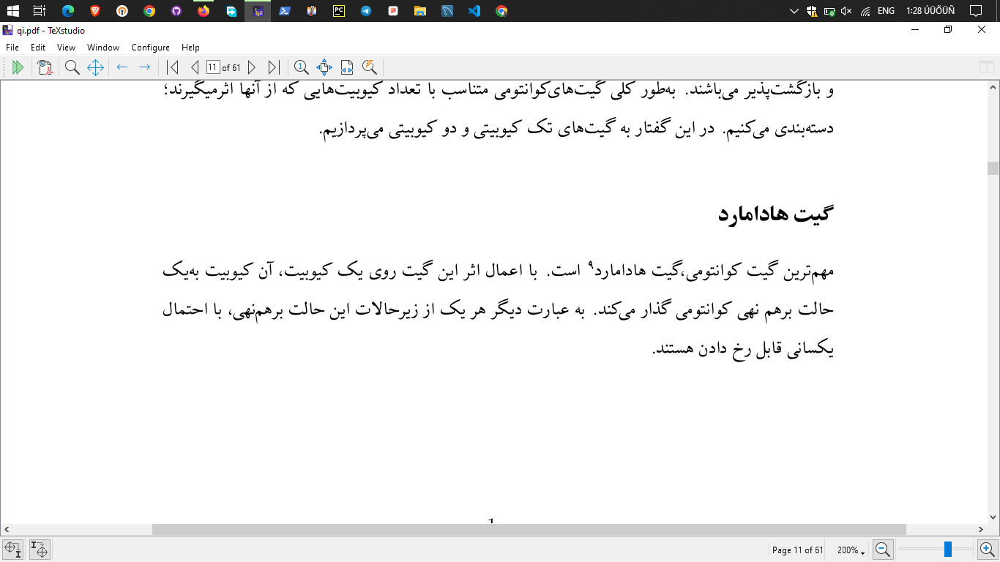 ENG
1:28 ÚÜÕÜÑ
qi.pdf - TeXstudio
File Edit View Window Configure Help
11 of 61
و بازگشت‌پذیر می‌باشند. به‌طور کلی گیت‌های‌کوانتومی متناسب با تعداد کیوبیت‌هایی که از آنها اثرمیگیرند؛
دسته‌بندی می‌کنیم. در این گفتار به گیت‌های تک کیوبیتی و دو کیوبیتی می‌پردازیم.
گیت هادامارد
مهم‌ترین گیت کوانتومی،گیت هادامارد۹ است. با اعمال اثر این گیت روی یک کیوبیت، آن کیوبیت به‌یک
حالت برهم نهی کوانتومی گذار می‌کند. به عبارت دیگر هر یک از زیرحالات این حالت برهم‌نهی، با احتمال
یکسانی قابل رخ دادن هستند.
Page 11 of 61 200%